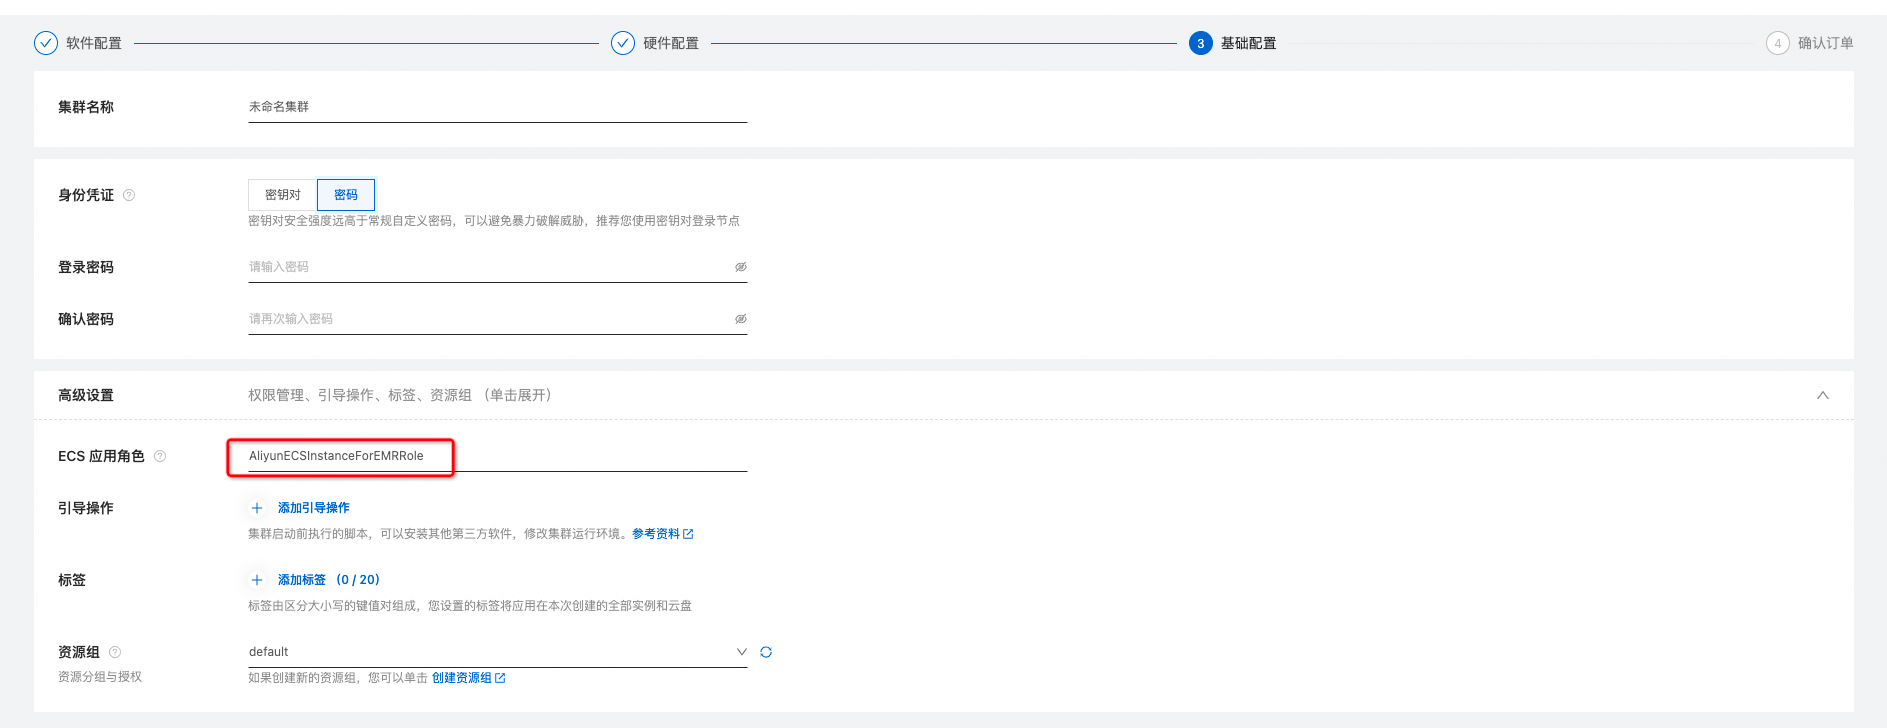 软件配置
硬件配置
3 基础配置
4 确认订单
集群名称
未命名集群
身份凭证 ?
密钥对 密码
密钥对安全强度远高于常规自定义密码，可以避免暴力破解威胁，推荐您使用密钥对登录节点
登录密码
请输入密码
确认密码
请再次输入密码
高级设置
权限管理、引导操作、标签、资源组 （单击展开）
ECS 应用角色 ?
AliyunECSInstanceForEMRRole
引导操作
+ 添加引导操作
集群启动前执行的脚本，可以安装其他第三方软件，修改集群运行环境。参考资料
标签
+ 添加标签 （0 / 20）
标签由区分大小写的键值对组成，您设置的标签将应用在本次创建的全部实例和云盘
资源组 ?
default
资源分组与授权
如果创建新的资源组，您可以单击 创建资源组